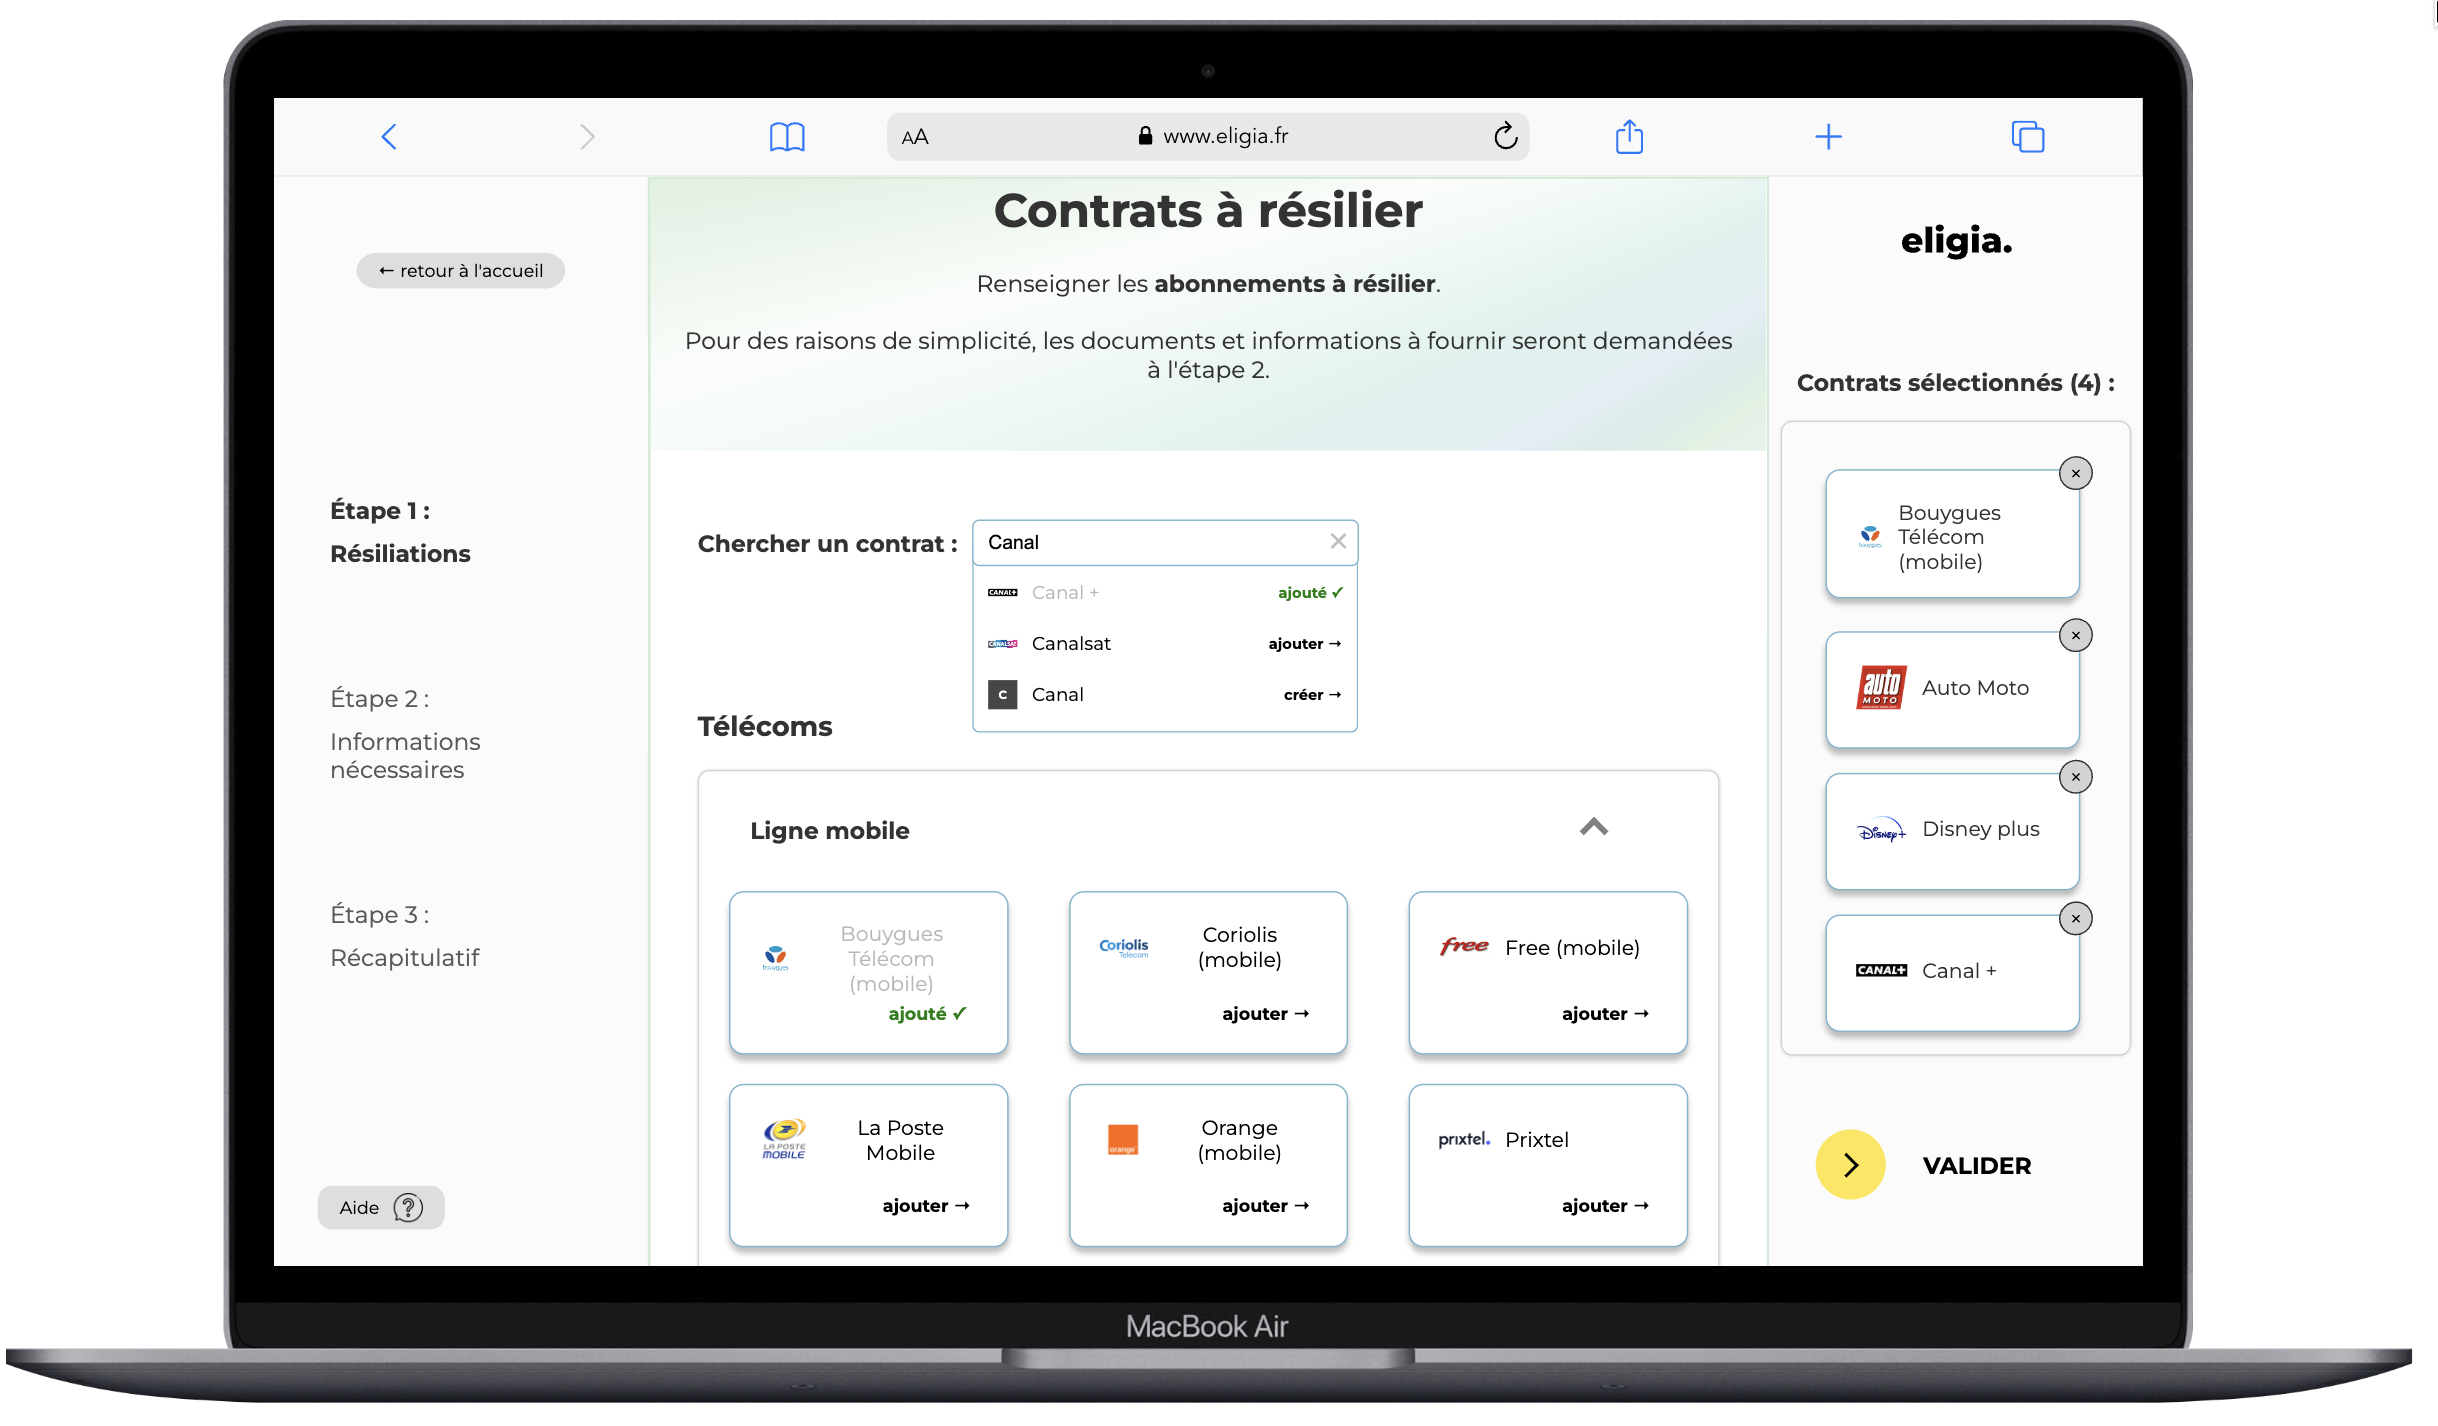 AA
www.eligia.fr
← retour à l'accueil
Étape 1 :
Résiliations
Étape 2 :
Informations
nécessaires
Étape 3 :
Récapitulatif
Aide ?
Contrats à résilier
Renseigner les abonnements à résilier.
Pour des raisons de simplicité, les documents et informations à fournir seront demandées
à l'étape 2.
Chercher un contrat :
Canal
CANAL+ Canal + ajouté ✓
CANALSAT Canalsat ajouter →
C Canal créer →
Télécoms
Ligne mobile
bouygues
Bouygues
Télécom
(mobile)
ajouté ✓
Coriolis
Telecom
Coriolis
(mobile)
ajouter →
free Free (mobile)
ajouter →
LA POSTE
MOBILE
La Poste
Mobile
ajouter →
orange
Orange
(mobile)
ajouter →
prixtel. Prixtel
ajouter →
eligia.
Contrats sélectionnés (4) :
bouygues
Bouygues
Télécom
(mobile)
auto
MOTO
Auto Moto
Disney+ Disney plus
CANAL+ Canal +
VALIDER
MacBook Air